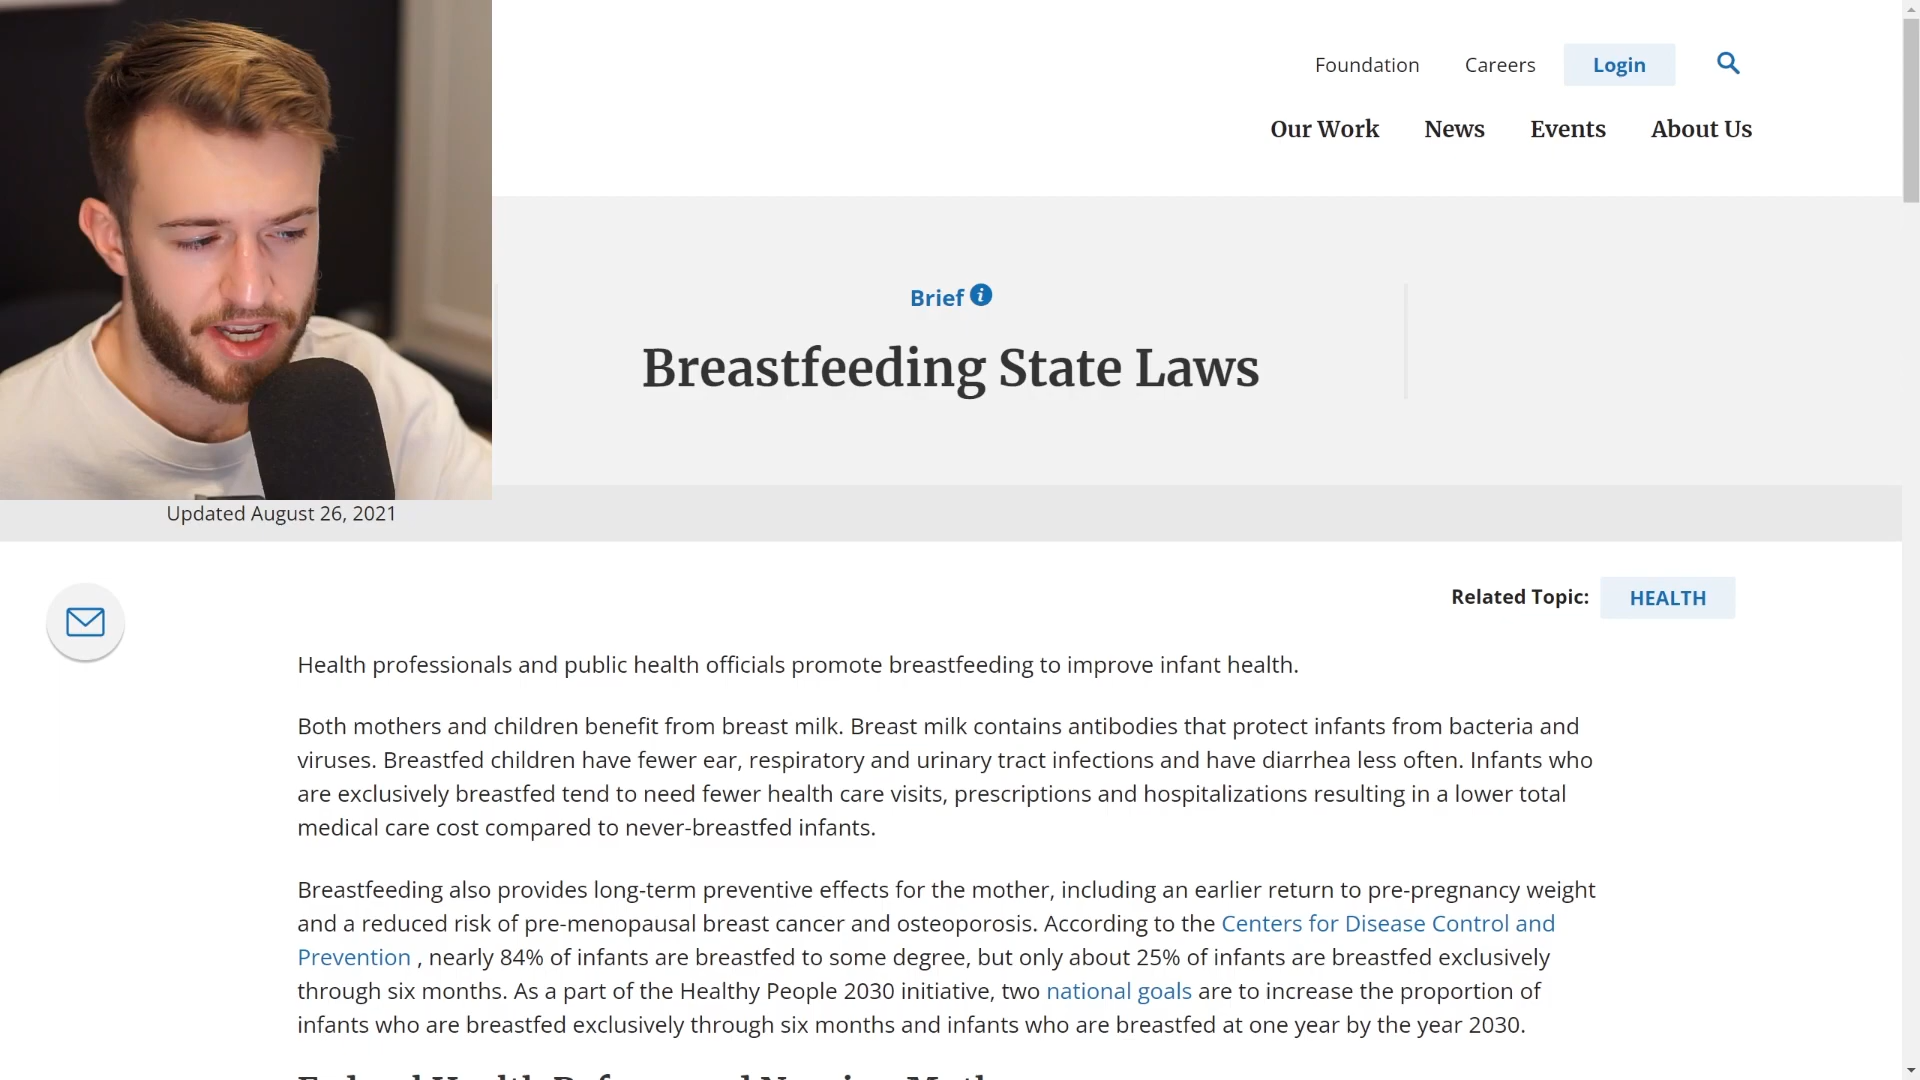 Foundation
Careers
Login
Our Work
News
Events
About Us
Brief
Breastfeeding State Laws
Updated August 26, 2021
Related Topic:
HEALTH
Health professionals and public health officials promote breastfeeding to improve infant health.
Both mothers and children benefit from breast milk. Breast milk contains antibodies that protect infants from bacteria and
viruses. Breastfed children have fewer ear, respiratory and urinary tract infections and have diarrhea less often. Infants who
are exclusively breastfed tend to need fewer health care visits, prescriptions and hospitalizations resulting in a lower total
medical care cost compared to never-breastfed infants.
Breastfeeding also provides long-term preventive effects for the mother, including an earlier return to pre-pregnancy weight
and a reduced risk of pre-menopausal breast cancer and osteoporosis. According to the Centers for Disease Control and
Prevention , nearly 84% of infants are breastfed to some degree, but only about 25% of infants are breastfed exclusively
through six months. As a part of the Healthy People 2030 initiative, two national goals are to increase the proportion of
infants who are breastfed exclusively through six months and infants who are breastfed at one year by the year 2030.